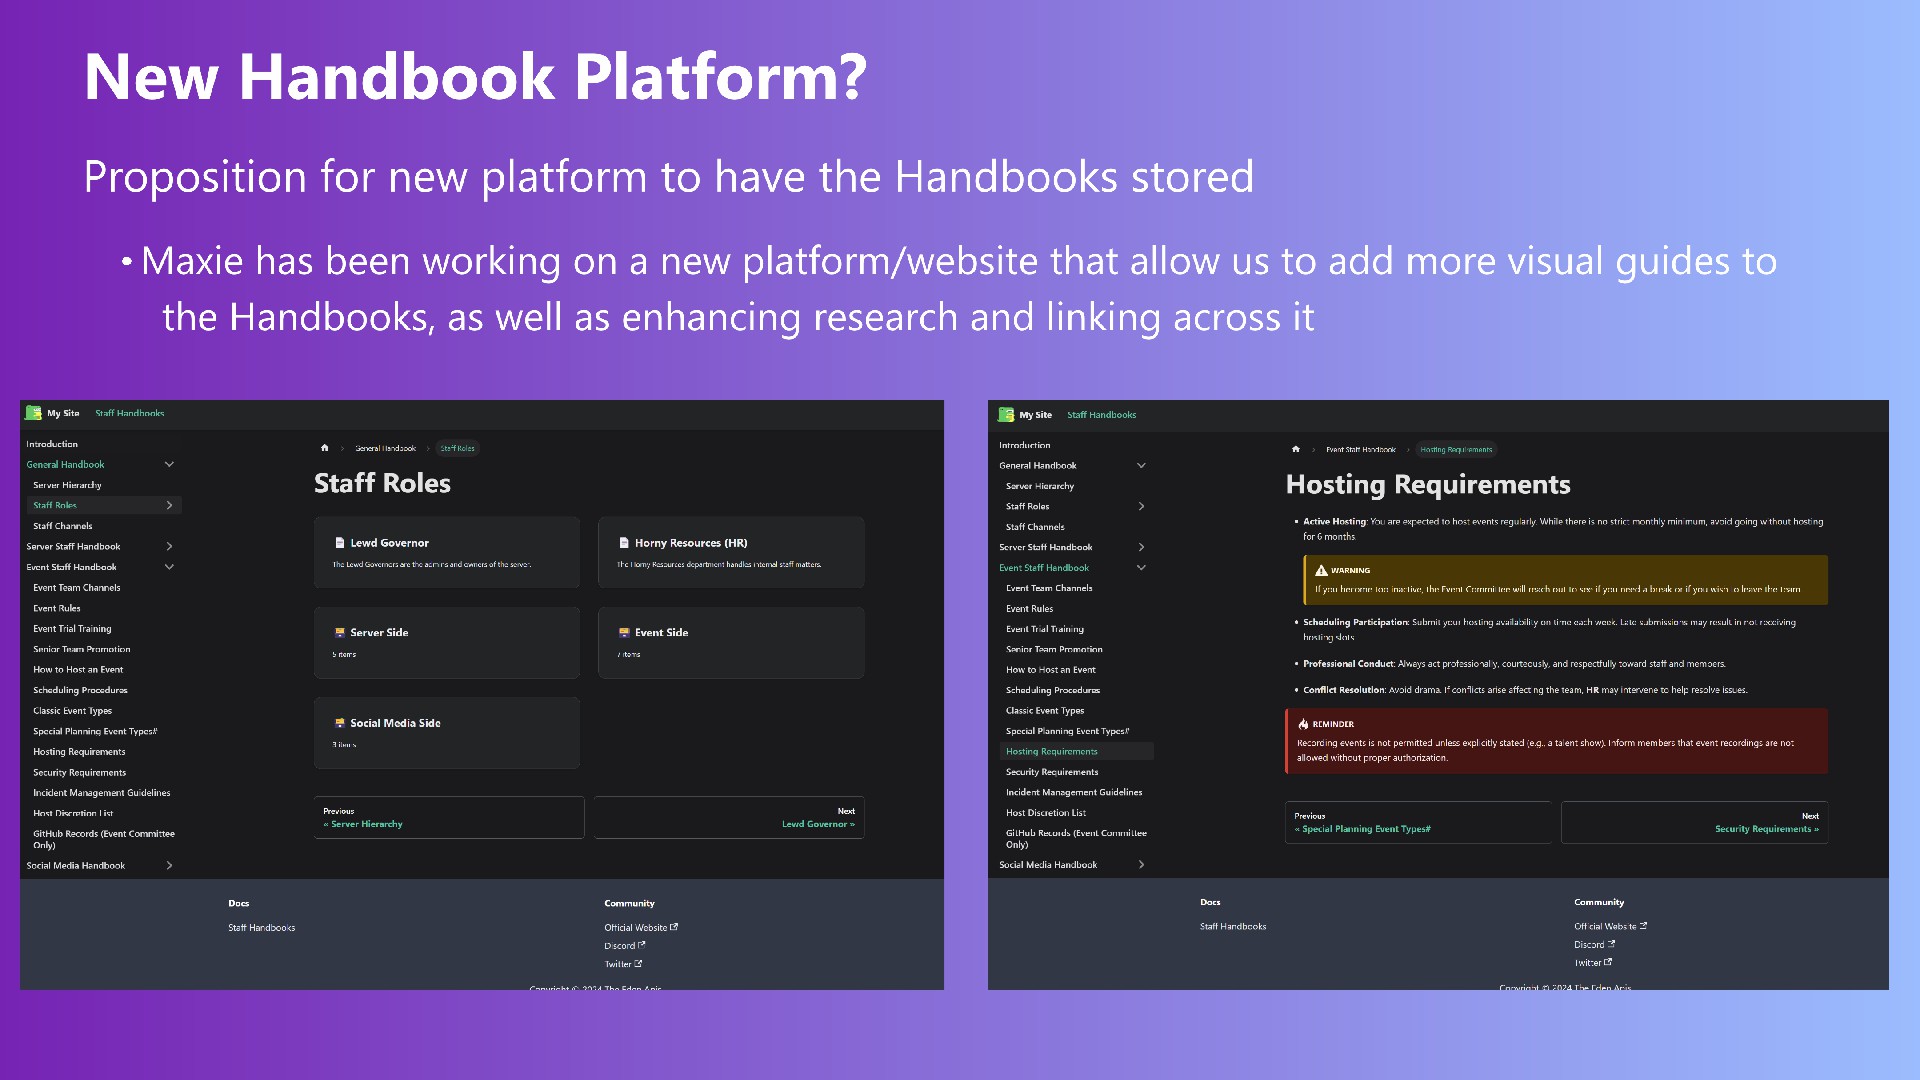 New Handbook Platform?
Proposition for new platform to have the Handbooks stored
• Maxie has been working on a new platform/website that allow us to add more visual guides to
the Handbooks, as well as enhancing research and linking across it
My Site Staff Handbooks
Introduction
General Handbook
Server Hierarchy
Staff Roles
Staff Channels
Server Staff Handbook
Event Staff Handbook
Event Team Channels
Event Rules
Event Trial Training
Senior Team Promotion
How to Host an Event
Scheduling Procedures
Classic Event Types
Special Planning Event Types#
Hosting Requirements
Security Requirements
Incident Management Guidelines
Host Discretion List
GitHub Records (Event Committee
Only)
Social Media Handbook
General Handbook Staff Roles
Staff Roles
Lewd Governor
The Lewd Governors are the admins and owners of the server.
Horny Resources (HR)
The Horny Resources department handles internal staff matters.
Server Side
5 items
Event Side
7 items
Social Media Side
3 items
Previous
« Server Hierarchy
Next
Lewd Governor »
Docs
Staff Handbooks
Community
Official Website
Discord
Twitter
Copyright © 2024 The Eden Apis
My Site Staff Handbooks
Introduction
General Handbook
Server Hierarchy
Staff Roles
Staff Channels
Server Staff Handbook
Event Staff Handbook
Event Team Channels
Event Rules
Event Trial Training
Senior Team Promotion
How to Host an Event
Scheduling Procedures
Classic Event Types
Special Planning Event Types#
Hosting Requirements
Security Requirements
Incident Management Guidelines
Host Discretion List
GitHub Records (Event Committee
Only)
Social Media Handbook
Event Staff Handbook Hosting Requirements
Hosting Requirements
• Active Hosting: You are expected to host events regularly. While there is no strict monthly minimum, avoid going without hosting
for 6 months.
WARNING
If you become too inactive, the Event Committee will reach out to see if you need a break or if you wish to leave the team.
• Scheduling Participation: Submit your hosting availability on time each week. Late submissions may result in not receiving
hosting slots.
• Professional Conduct: Always act professionally, courteously, and respectfully toward staff and members.
• Conflict Resolution: Avoid drama. If conflicts arise affecting the team, HR may intervene to help resolve issues.
REMINDER
Recording events is not permitted unless explicitly stated (e.g., a talent show). Inform members that event recordings are not
allowed without proper authorization.
Previous
« Special Planning Event Types#
Next
Security Requirements »
Docs
Staff Handbooks
Community
Official Website
Discord
Twitter
Copyright © 2024 The Eden Apis